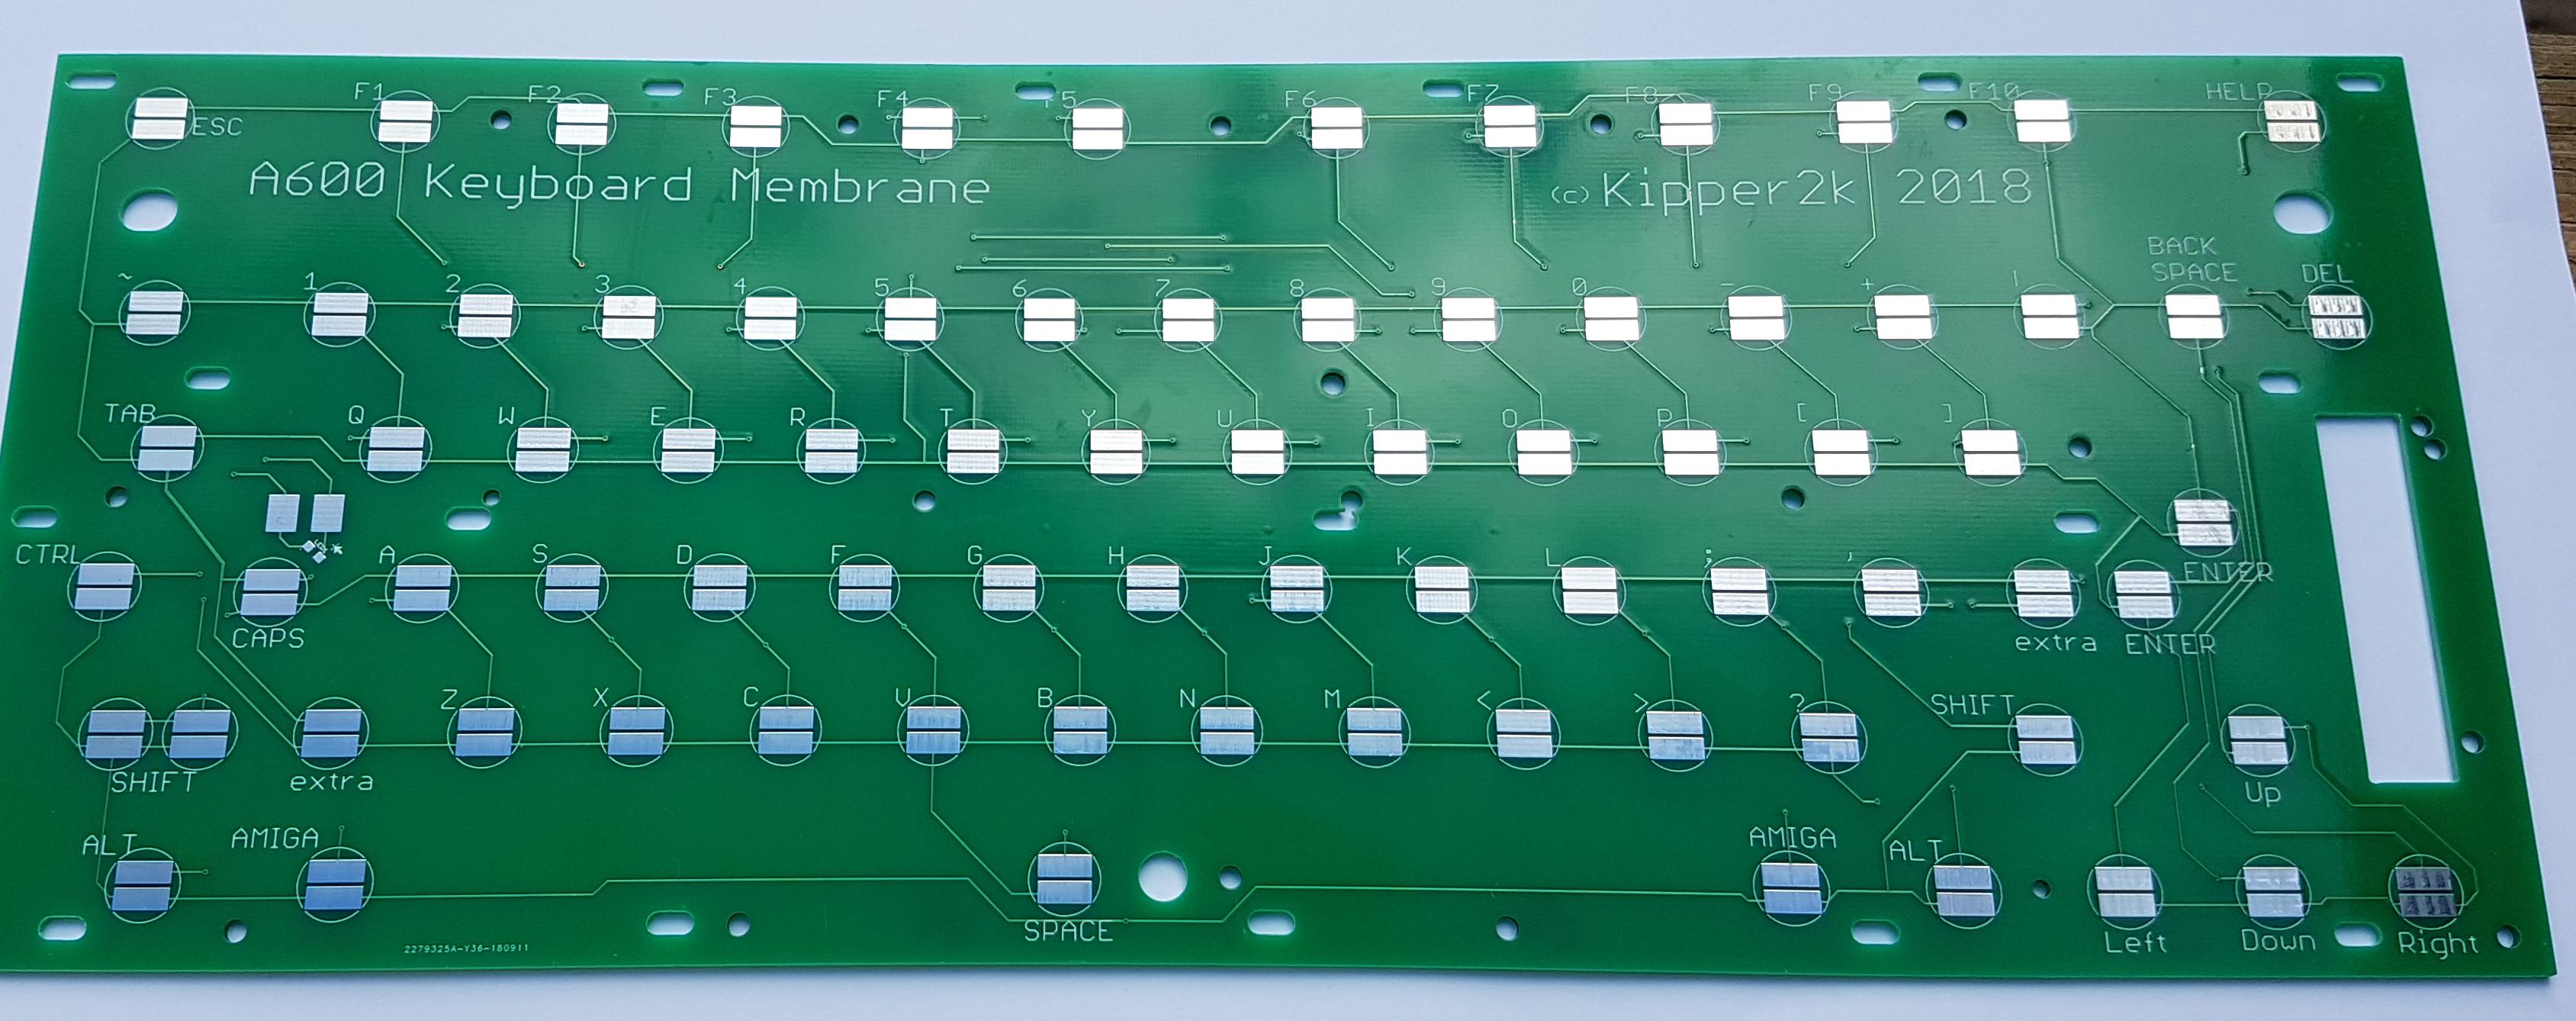 F1 F2 F3 F4 F5 F6 F7 F8 F9 F10 HELP
ESC
A600 Keyboard Membrane (c)Kipper2k 2018
BACK
SPACE DEL
~ 1 2 3 4 5 6 7 8 9 0 - + |
TAB Q W E R T Y U I O P [ ]
CTRL A S D F G H J K L ; ' ENTER
CAPS extra ENTER
Z X C V B N M < > ? SHIFT
SHIFT extra Up
ALT AMIGA AMIGA ALT
SPACE Left Down Right
2279325A-Y36-180911